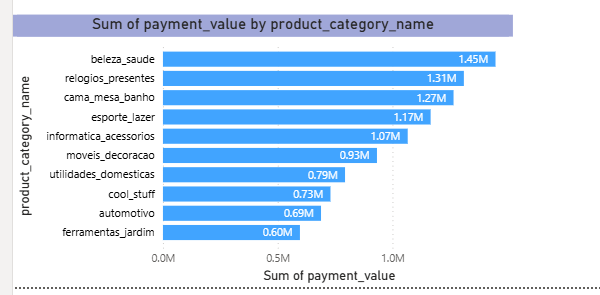 Sum of payment_value by product_category_name
product_category_name
beleza_saude 1.45M
relogios_presentes 1.31M
cama_mesa_banho 1.27M
esporte_lazer 1.17M
informatica_acessorios 1.07M
moveis_decoracao 0.93M
utilidades_domesticas 0.79M
cool_stuff 0.73M
automotivo 0.69M
ferramentas_jardim 0.60M
0.0M 0.5M 1.0M
Sum of payment_value